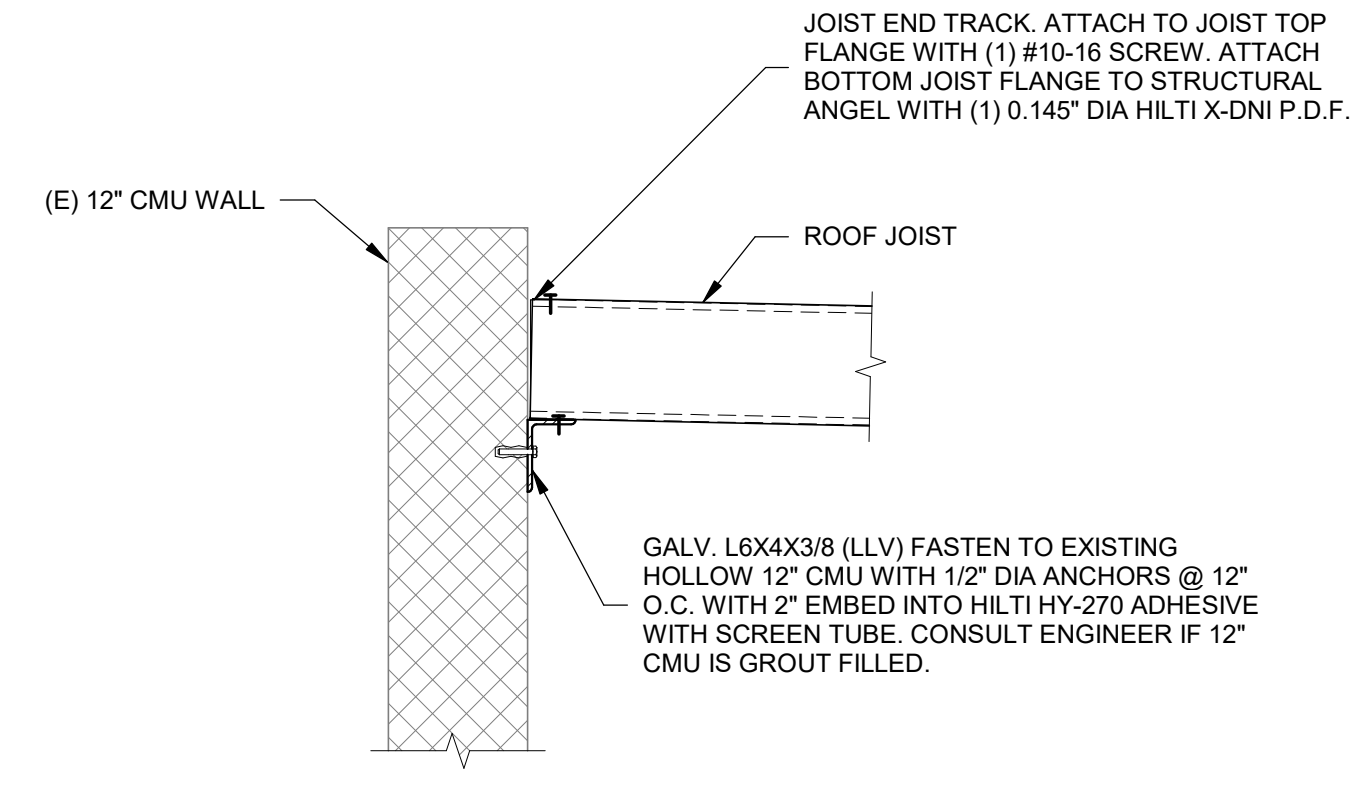 JOIST END TRACK. ATTACH TO JOIST TOP
FLANGE WITH (1) #10-16 SCREW. ATTACH
BOTTOM JOIST FLANGE TO STRUCTURAL
ANGEL WITH (1) 0.145" DIA HILTI X-DNI P.D.F.
(E) 12" CMU WALL
ROOF JOIST
GALV. L6X4X3/8 (LLV) FASTEN TO EXISTING
HOLLOW 12" CMU WITH 1/2" DIA ANCHORS @ 12"
O.C. WITH 2" EMBED INTO HILTI HY-270 ADHESIVE
WITH SCREEN TUBE. CONSULT ENGINEER IF 12"
CMU IS GROUT FILLED.